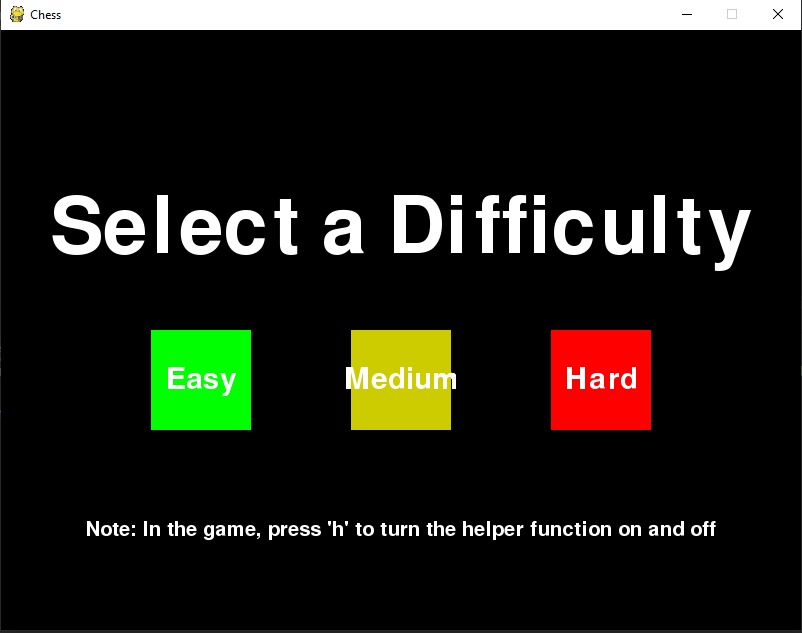 Chess
Select a Difficulty
Easy
Medium
Hard
Note: In the game, press 'h' to turn the helper function on and off